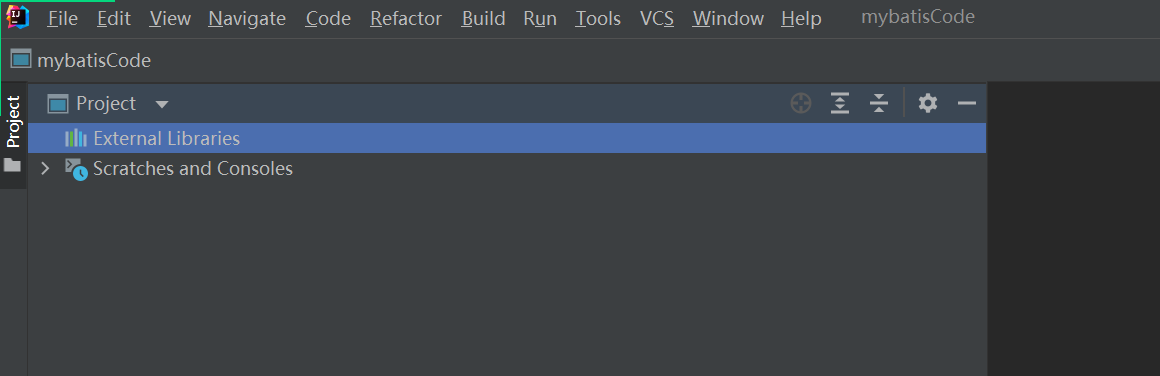 File Edit View Navigate Code Refactor Build Run Tools VCS Window Help mybatisCode
mybatisCode
Project
Project
External Libraries
Scratches and Consoles